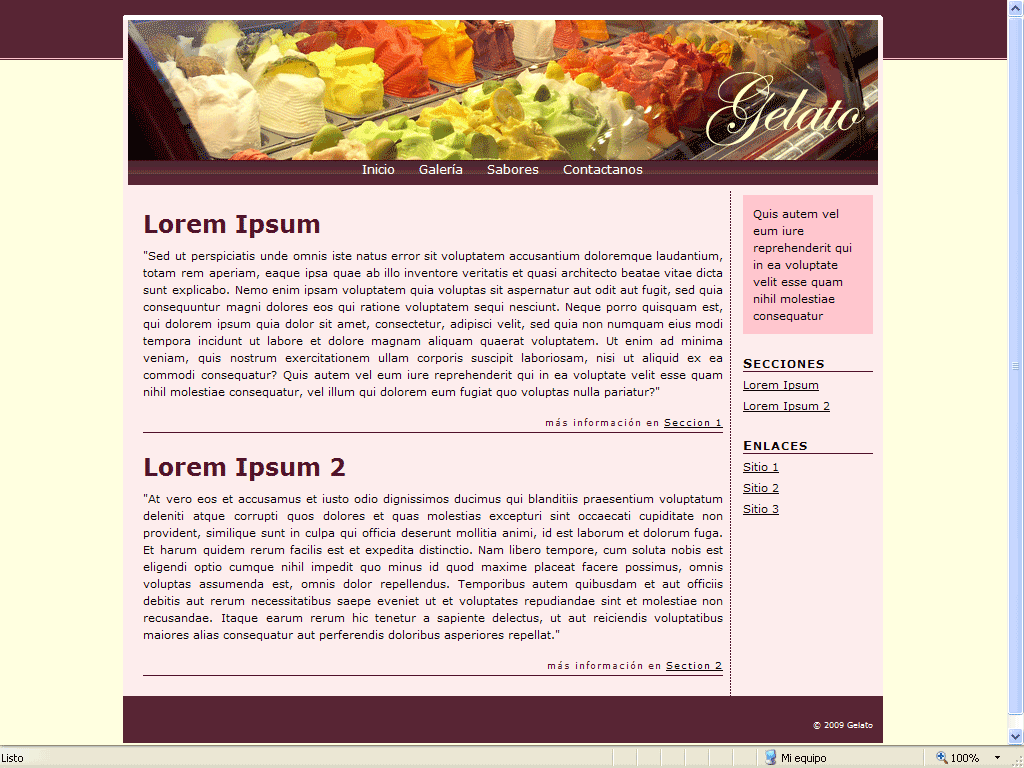 Gelato
Inicio Galería Sabores Contactanos
Lorem Ipsum
"Sed ut perspiciatis unde omnis iste natus error sit voluptatem accusantium doloremque laudantium,
totam rem aperiam, eaque ipsa quae ab illo inventore veritatis et quasi architecto beatae vitae dicta
sunt explicabo. Nemo enim ipsam voluptatem quia voluptas sit aspernatur aut odit aut fugit, sed quia
consequuntur magni dolores eos qui ratione voluptatem sequi nesciunt. Neque porro quisquam est,
qui dolorem ipsum quia dolor sit amet, consectetur, adipisci velit, sed quia non numquam eius modi
tempora incidunt ut labore et dolore magnam aliquam quaerat voluptatem. Ut enim ad minima
veniam, quis nostrum exercitationem ullam corporis suscipit laboriosam, nisi ut aliquid ex ea
commodi consequatur? Quis autem vel eum iure reprehenderit qui in ea voluptate velit esse quam
nihil molestiae consequatur, vel illum qui dolorem eum fugiat quo voluptas nulla pariatur?"
más información en Seccion 1
Lorem Ipsum 2
"At vero eos et accusamus et iusto odio dignissimos ducimus qui blanditiis praesentium voluptatum
deleniti atque corrupti quos dolores et quas molestias excepturi sint occaecati cupiditate non
provident, similique sunt in culpa qui officia deserunt mollitia animi, id est laborum et dolorum fuga.
Et harum quidem rerum facilis est et expedita distinctio. Nam libero tempore, cum soluta nobis est
eligendi optio cumque nihil impedit quo minus id quod maxime placeat facere possimus, omnis
voluptas assumenda est, omnis dolor repellendus. Temporibus autem quibusdam et aut officiis
debitis aut rerum necessitatibus saepe eveniet ut et voluptates repudiandae sint et molestiae non
recusandae. Itaque earum rerum hic tenetur a sapiente delectus, ut aut reiciendis voluptatibus
maiores alias consequatur aut perferendis doloribus asperiores repellat."
más información en Section 2
Quis autem vel
eum iure
reprehenderit qui
in ea voluptate
velit esse quam
nihil molestiae
consequatur
Secciones
Lorem Ipsum
Lorem Ipsum 2
Enlaces
Sitio 1
Sitio 2
Sitio 3
© 2009 Gelato
Listo Mi equipo 100%